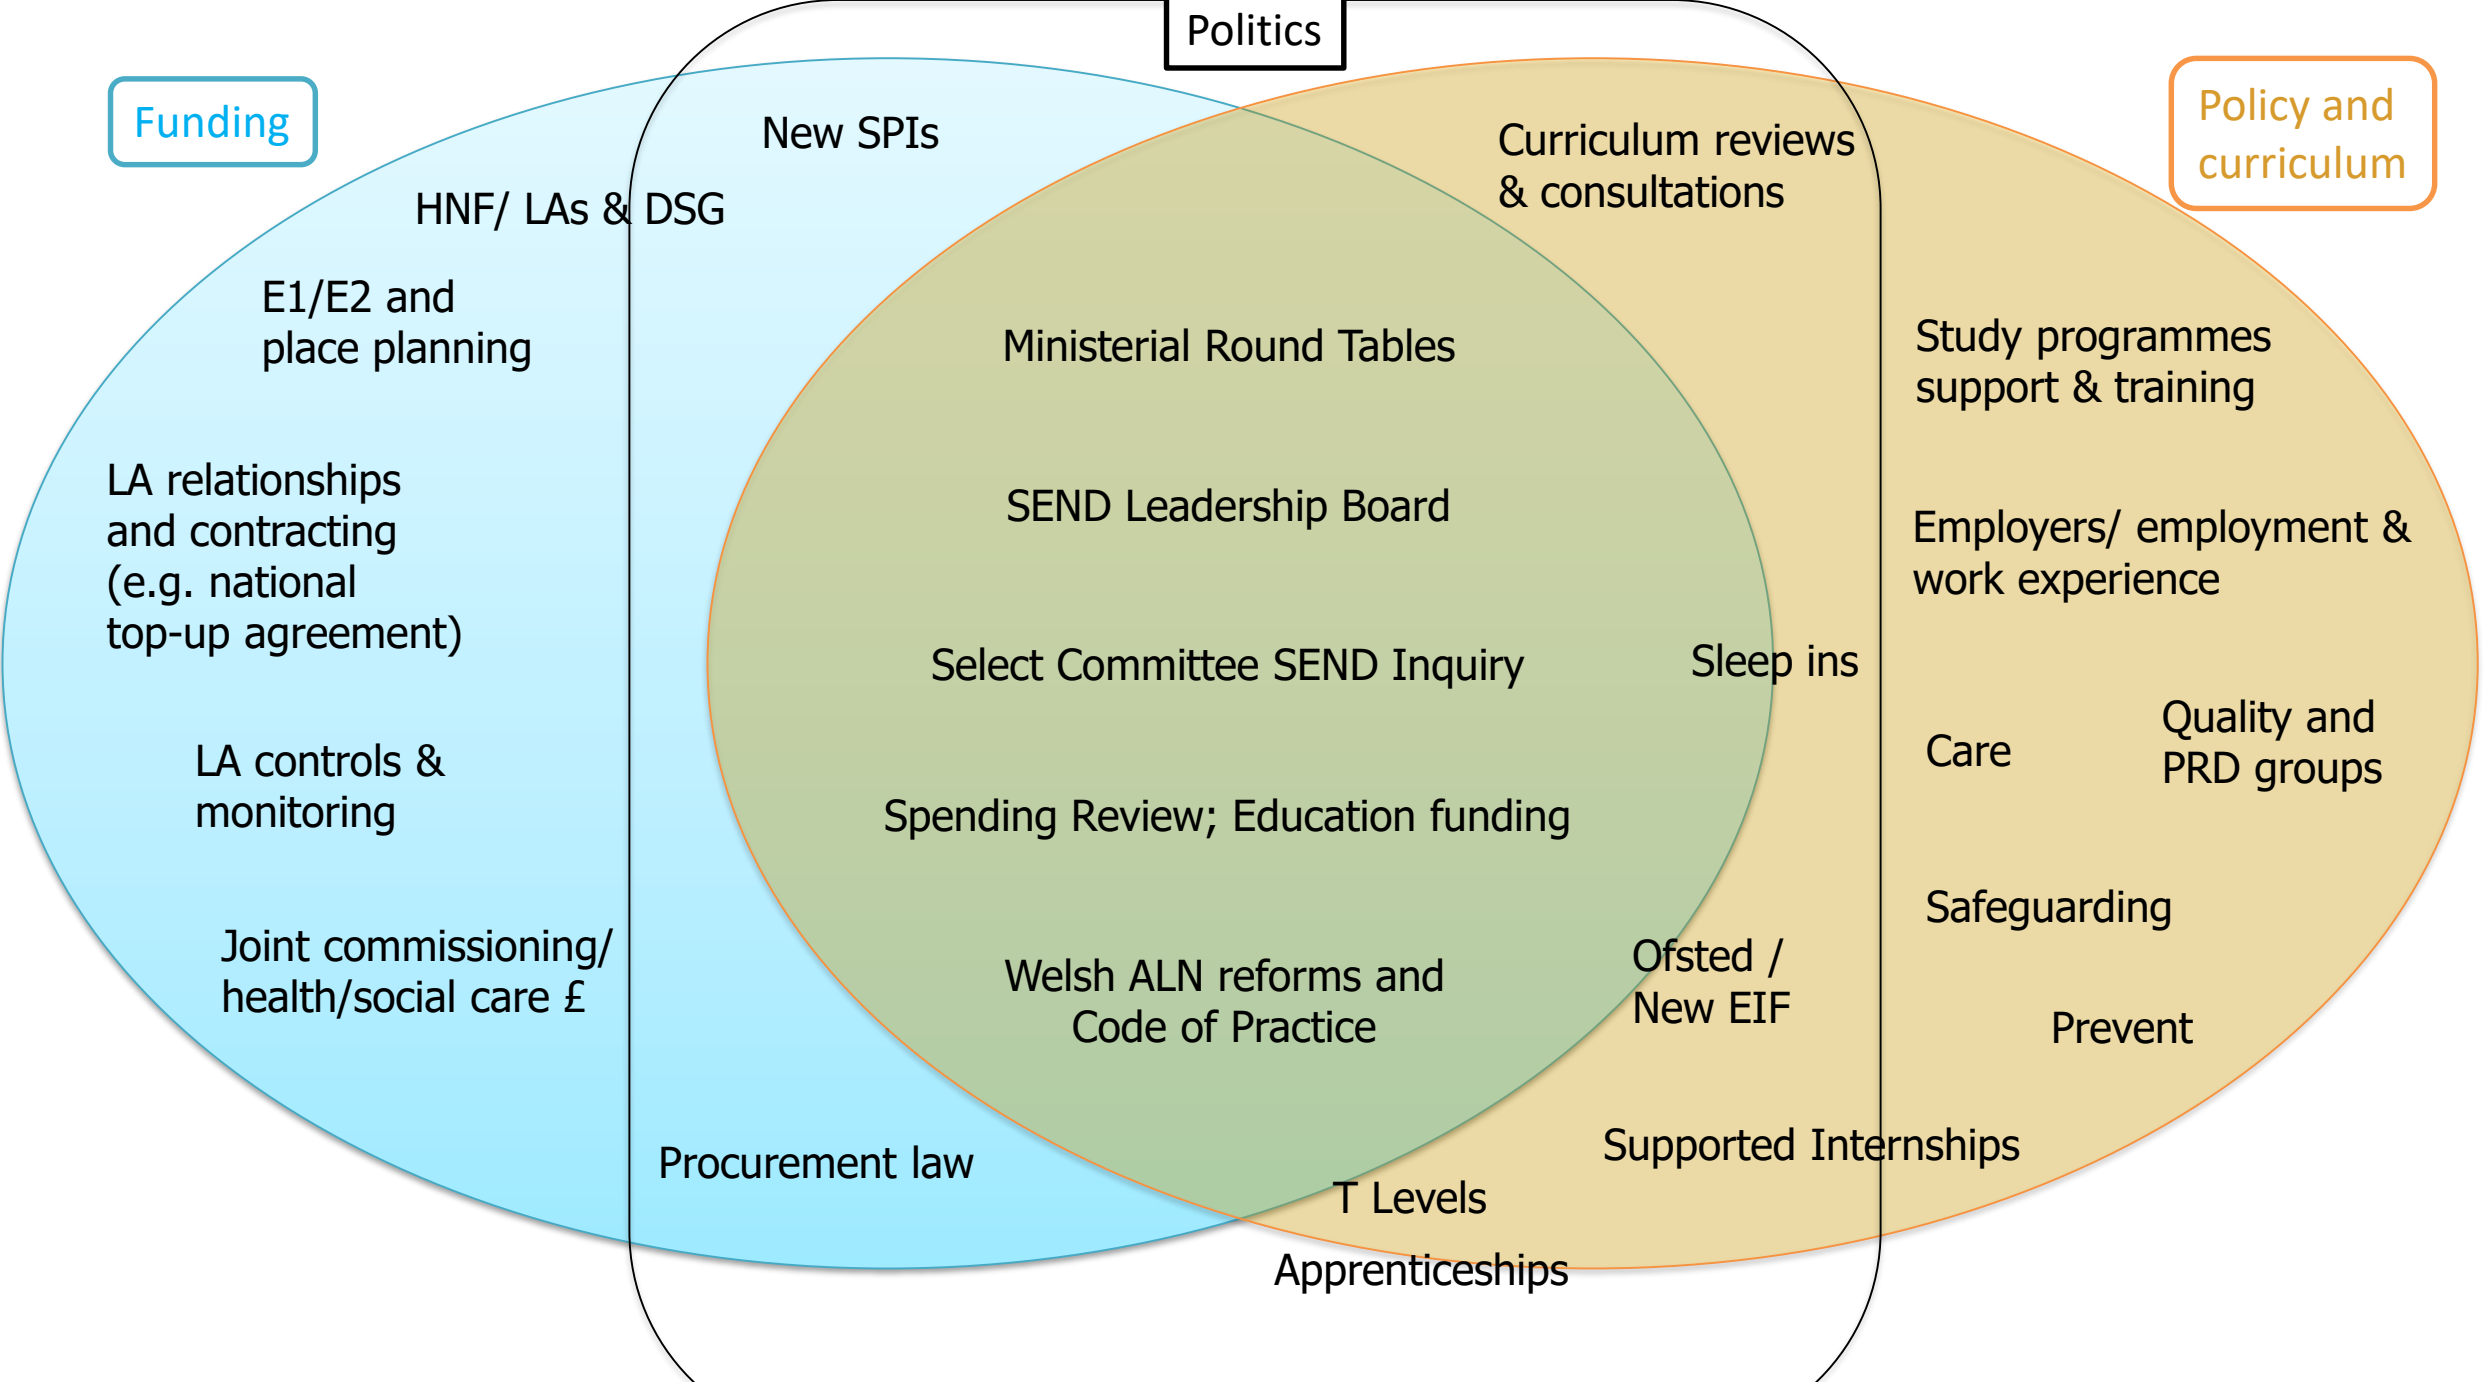 Politics
Funding
Policy and
curriculum
New SPIs
Curriculum reviews
& consultations
HNF/ LAs & DSG
E1/E2 and
place planning
Ministerial Round Tables
Study programmes
support & training
LA relationships
and contracting
(e.g. national
top-up agreement)
SEND Leadership Board
Employers/ employment &
work experience
Select Committee SEND Inquiry
Sleep ins
LA controls &
monitoring
Care
Quality and
PRD groups
Spending Review; Education funding
Safeguarding
Joint commissioning/
health/social care £
Welsh ALN reforms and
Code of Practice
Ofsted /
New EIF
Prevent
Procurement law
Supported Internships
T Levels
Apprenticeships